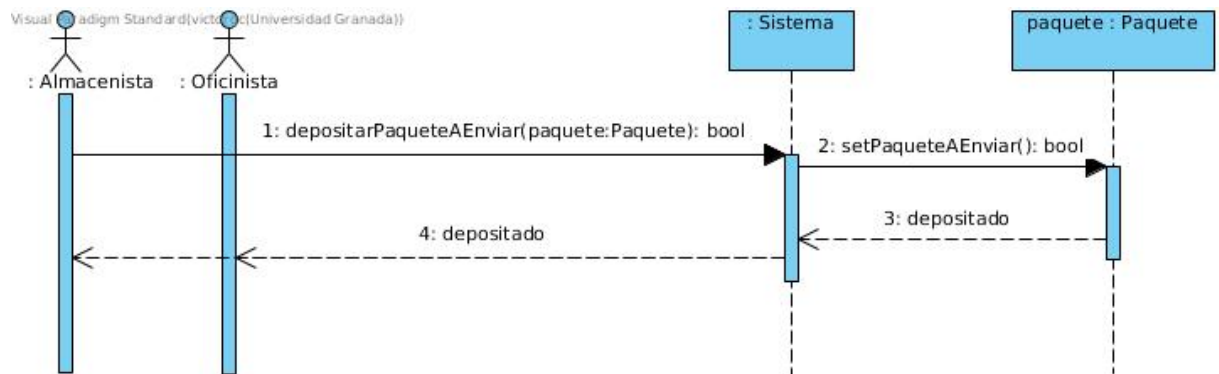 Visual Paradigm Standard(victoroc(Universidad Granada))
: Almacenista
: Oficinista
: Sistema
paquete : Paquete
1: depositarPaqueteAEnviar(paquete:Paquete): bool
2: setPaqueteAEnviar(): bool
3: depositado
4: depositado